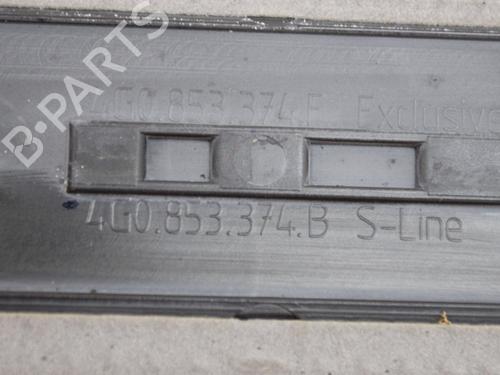 B-PARTS
4G0.853.374.F Exclusive
4G0.853.374.B S-Line